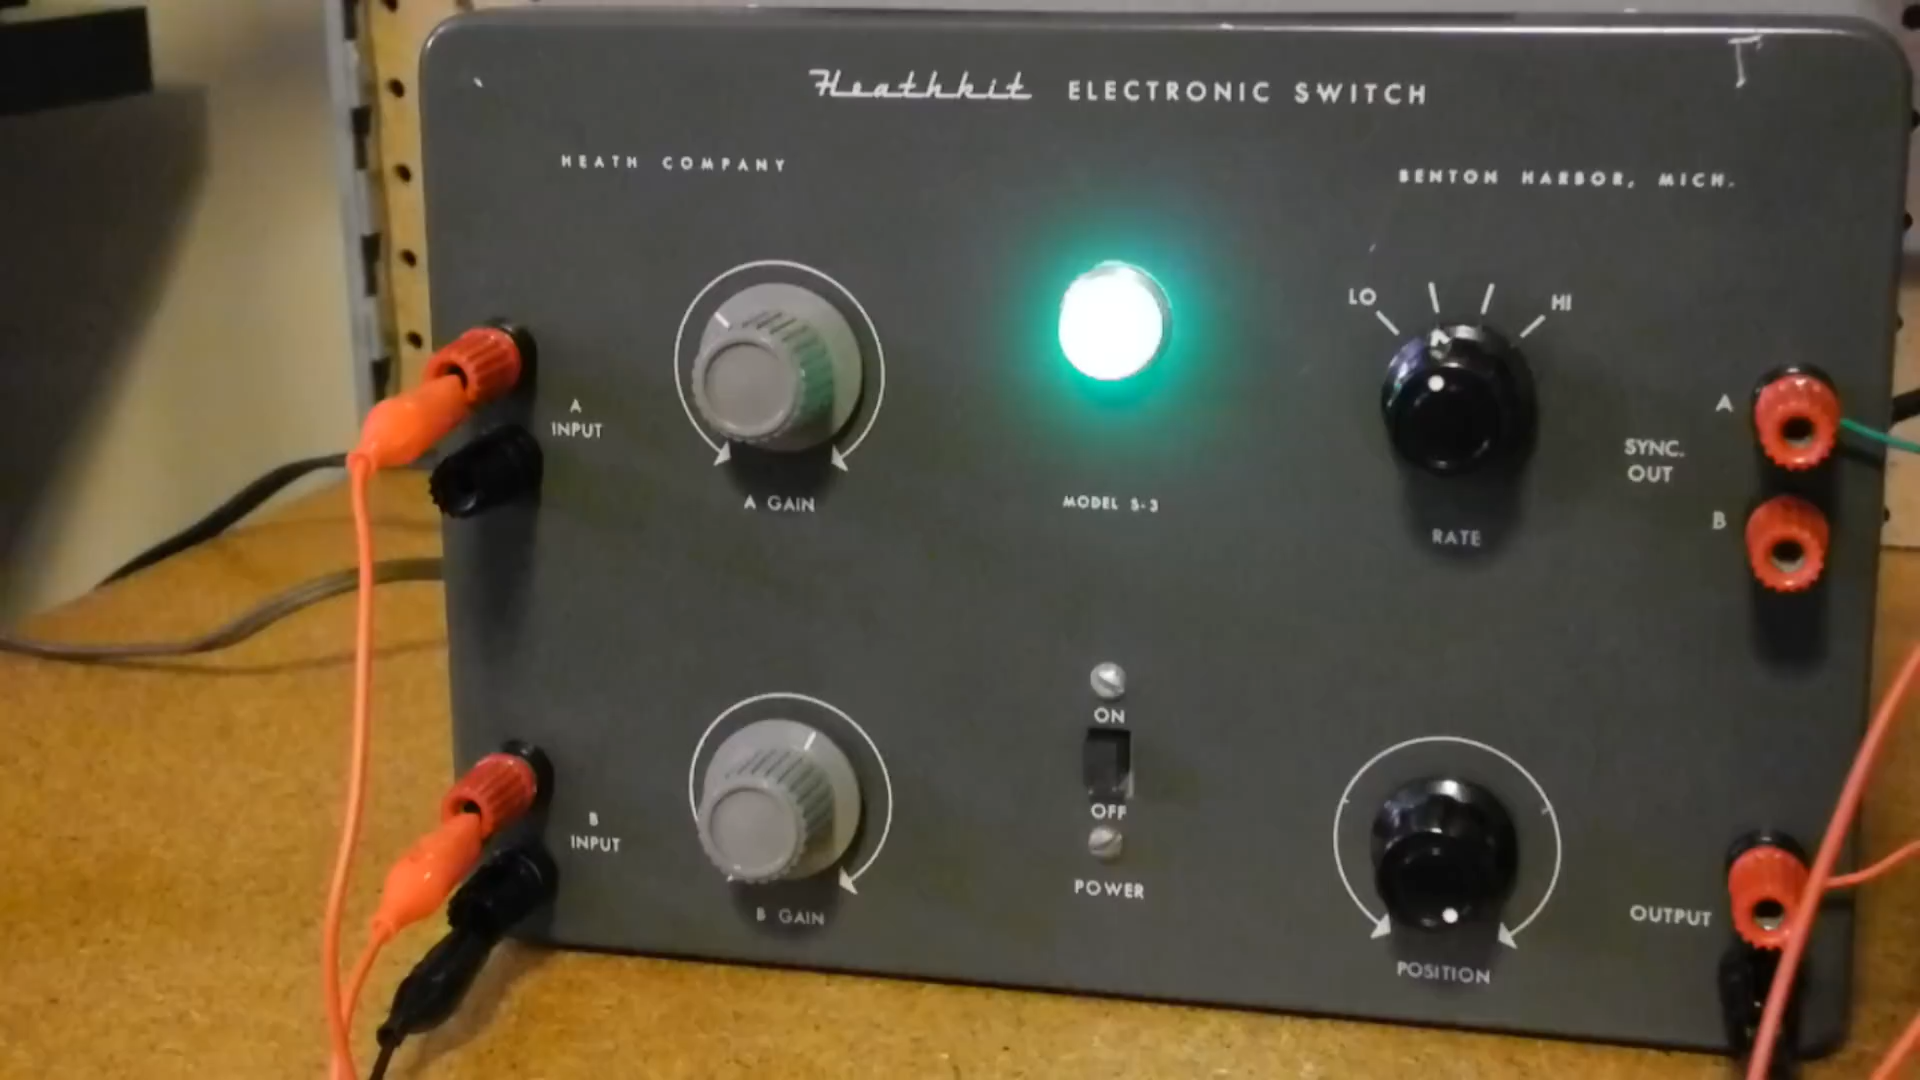 Heathkit ELECTRONIC SWITCH
HEATH COMPANY
BENTON HARBOR, MICH.
LO
HI
A
INPUT
A GAIN
MODEL S-3
RATE
A
SYNC.
OUT
B
ON
OFF
POWER
B
INPUT
B GAIN
POSITION
OUTPUT